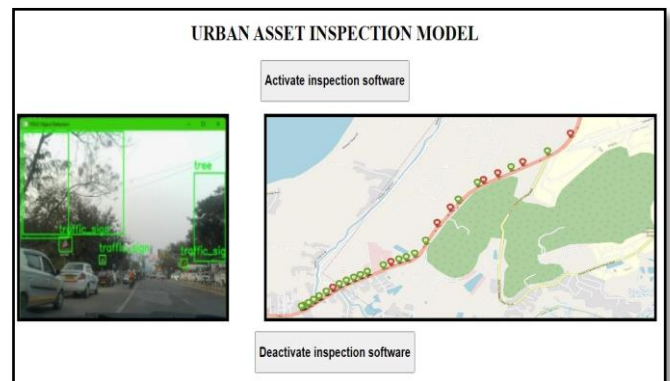 URBAN ASSET INSPECTION MODEL
Activate inspection software
tree
traffic_sign
traffic_sign
traffic_sig
Deactivate inspection software